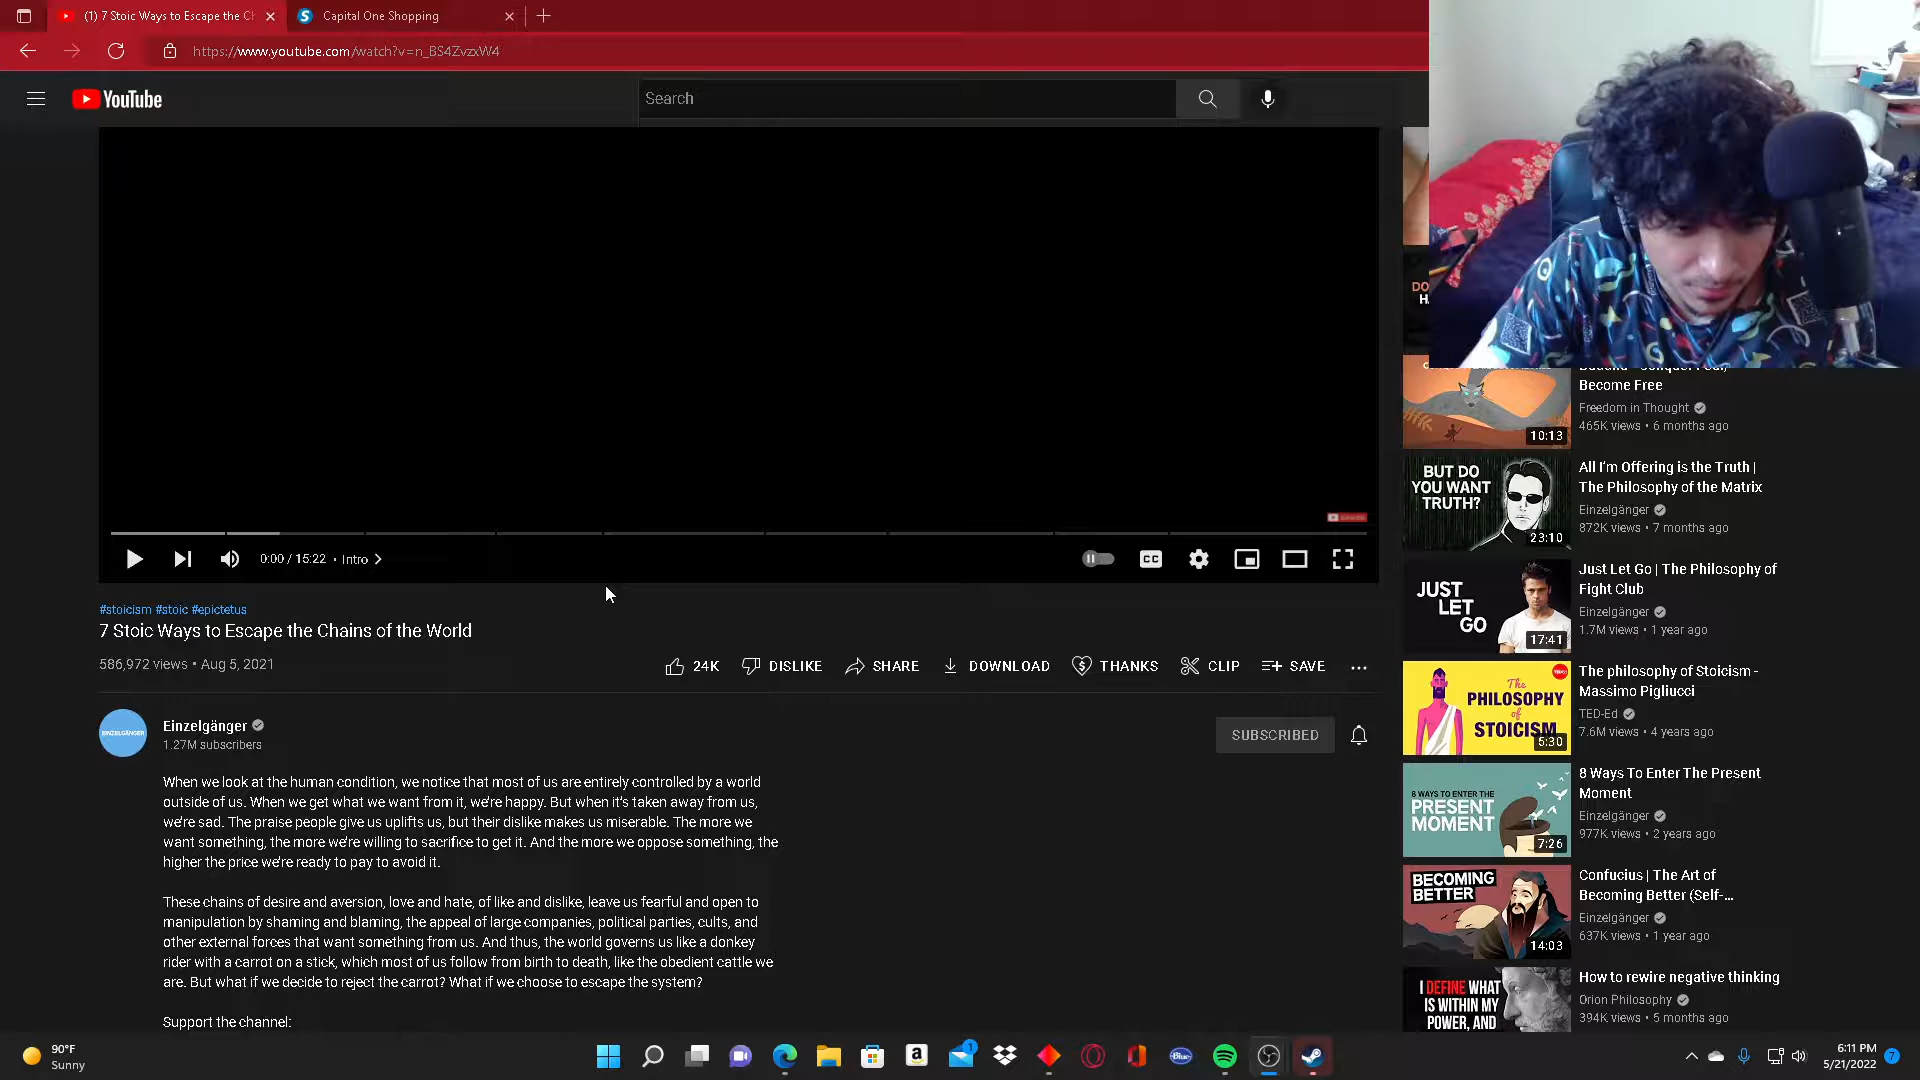 (1) 7 Stoic Ways to Escape the Ch
Capital One Shopping
https://www.youtube.com/watch?v=n_BS4ZvzxW4
YouTube
Search
0:00 / 15:22 • Intro
CC
#stoicism #stoic #epictetus
7 Stoic Ways to Escape the Chains of the World
586,972 views • Aug 5, 2021
24K
DISLIKE
SHARE
DOWNLOAD
THANKS
CLIP
SAVE
EINZELGÄNGER
Einzelgänger
1.27M subscribers
SUBSCRIBED
When we look at the human condition, we notice that most of us are entirely controlled by a world
outside of us. When we get what we want from it, we're happy. But when it's taken away from us,
we're sad. The praise people give us uplifts us, but their dislike makes us miserable. The more we
want something, the more we're willing to sacrifice to get it. And the more we oppose something, the
higher the price we're ready to pay to avoid it.
These chains of desire and aversion, love and hate, of like and dislike, leave us fearful and open to
manipulation by shaming and blaming, the appeal of large companies, political parties, cults, and
other external forces that want something from us. And thus, the world governs us like a donkey
rider with a carrot on a stick, which most of us follow from birth to death, like the obedient cattle we
are. But what if we decide to reject the carrot? What if we choose to escape the system?
Support the channel:
DO
H
Become Free
Freedom in Thought
465K views • 6 months ago
10:13
BUT DO
YOU WANT
TRUTH?
23:10
All I'm Offering is the Truth |
The Philosophy of the Matrix
Einzelgänger
872K views • 7 months ago
JUST
LET
GO
17:41
Just Let Go | The Philosophy of
Fight Club
Einzelgänger
1.7M views • 1 year ago
The
PHILOSOPHY
of
STOICISM
5:30
The philosophy of Stoicism -
Massimo Pigliucci
TED-Ed
7.6M views • 4 years ago
8 WAYS TO ENTER THE
PRESENT
MOMENT
7:26
8 Ways To Enter The Present
Moment
Einzelgänger
977K views • 2 years ago
BECOMING
BETTER
14:03
Confucius | The Art of
Becoming Better (Self-...
Einzelgänger
637K views • 1 year ago
I DEFINE WHAT
IS WITHIN MY
POWER, AND
How to rewire negative thinking
Orion Philosophy
394K views • 5 months ago
90°F
Sunny
1
Blue
6:11 PM
5/21/2022
7